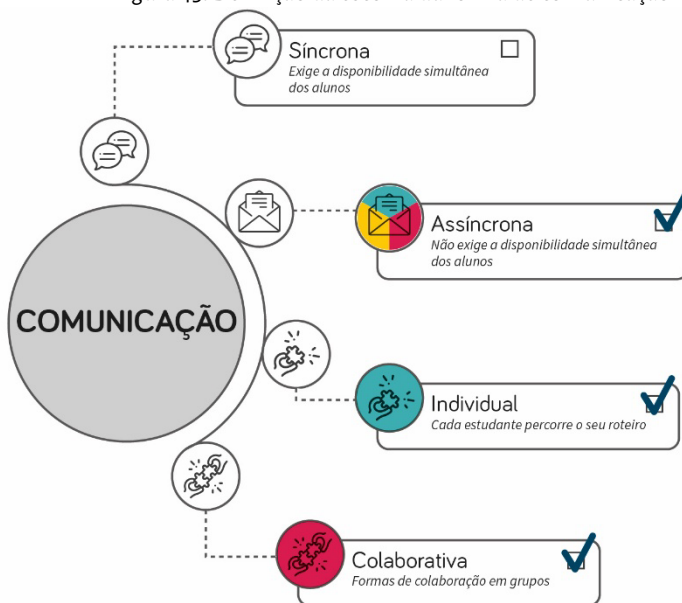 Síncrona
Exige a disponibilidade simultânea
dos alunos
Assíncrona
Não exige a disponibilidade simultânea
dos alunos
COMUNICAÇÃO
Individual
Cada estudante percorre o seu roteiro
Colaborativa
Formas de colaboração em grupos